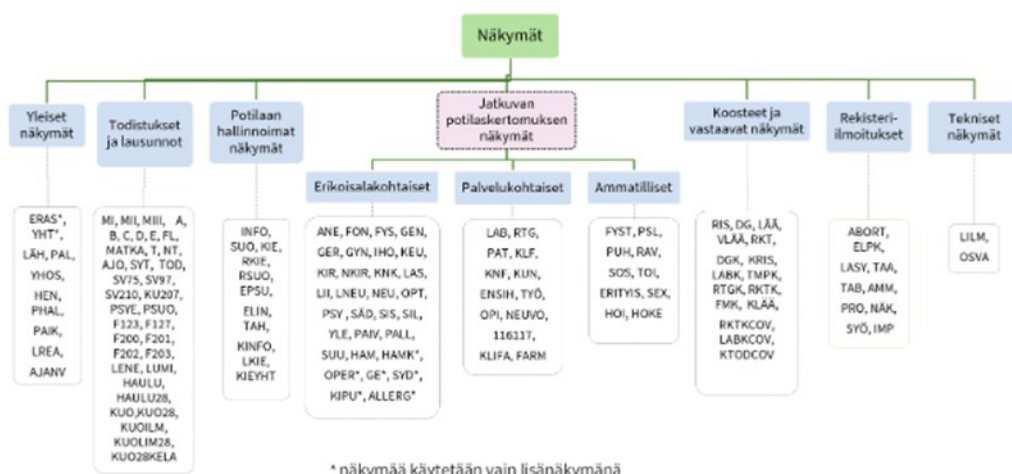 Näkymät
Yleiset
näkymät
ERAS*,
YHT*,
LÄH, PAL,
YHOS,
HEN,
PHAL,
PAIK,
LREA,
AJANV
Todistukset
ja lausunnot
MI, MII, MIII, A,
B, C, D, E, FL,
MATKA, T, NT,
AJO, SYT, TOD,
SV75, SV97,
SV210, KU207,
PSYE, PSUO,
F123, F127,
F200, F201,
F202, F203,
LENE, LUMI,
HAULU,
HAULU28,
KUO,KUO28,
KUOILM,
KUOLIM28,
KUO28KELA
Potilaan
hallinnoimat
näkymät
INFO,
SUO, KIE,
RKIE,
RSUO,
EPSU,
ELIN,
TAH,
KINFO,
LKIE,
KIEYHT
Jatkuvan
potilaskertomuksen
näkymät
Erikoisalakohtaiset
ANE, FON, FYS, GEN,
GER, GYN, IHO, KEU,
KIR, NKIR, KNK, LAS,
LII, LNEU, NEU, OPT,
PSY, SÄD, SIS, SIL,
YLE, PAIV, PALL,
SUU, HAM, HAMK*,
OPER*, GE*, SYD*,
KIPU*, ALLERG*
Palvelukohtaiset
LAB, RTG,
PAT, KLF,
KNF, KUN,
ENSIH, TYÖ,
OPI, NEUVO,
116117,
KLIFA, FARM
Ammatilliset
FYST, PSL,
PUH, RAV,
SOS, TOI,
ERITYIS, SEX,
HOI, HOKE
Koosteet ja
vastaavat näkymät
RIS, DG, LÄÄ,
VLÄÄ, RKT,
DGK, KRIS,
LABK, TMPK,
RTGK, RKTK,
FMK, KLÄÄ,
RKTKCOV,
LABKCOV,
KTODCOV
Rekisteri-
ilmoitukset
ABORT,
ELPK,
LASY, TAA,
TAB, AMM,
PRO, NÄK,
SYÖ, IMP
Tekniset
näkymät
LILM,
OSVA
* näkymää käytetään vain lisänäkymänä